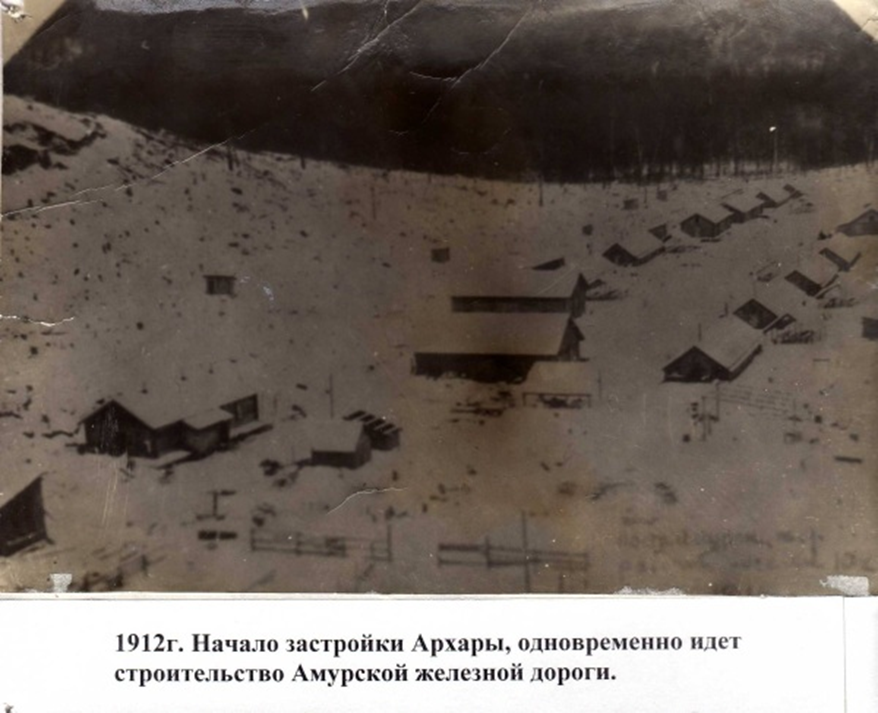 1912г. Начало застройки Архары, одновременно идет
строительство Амурской железной дороги.